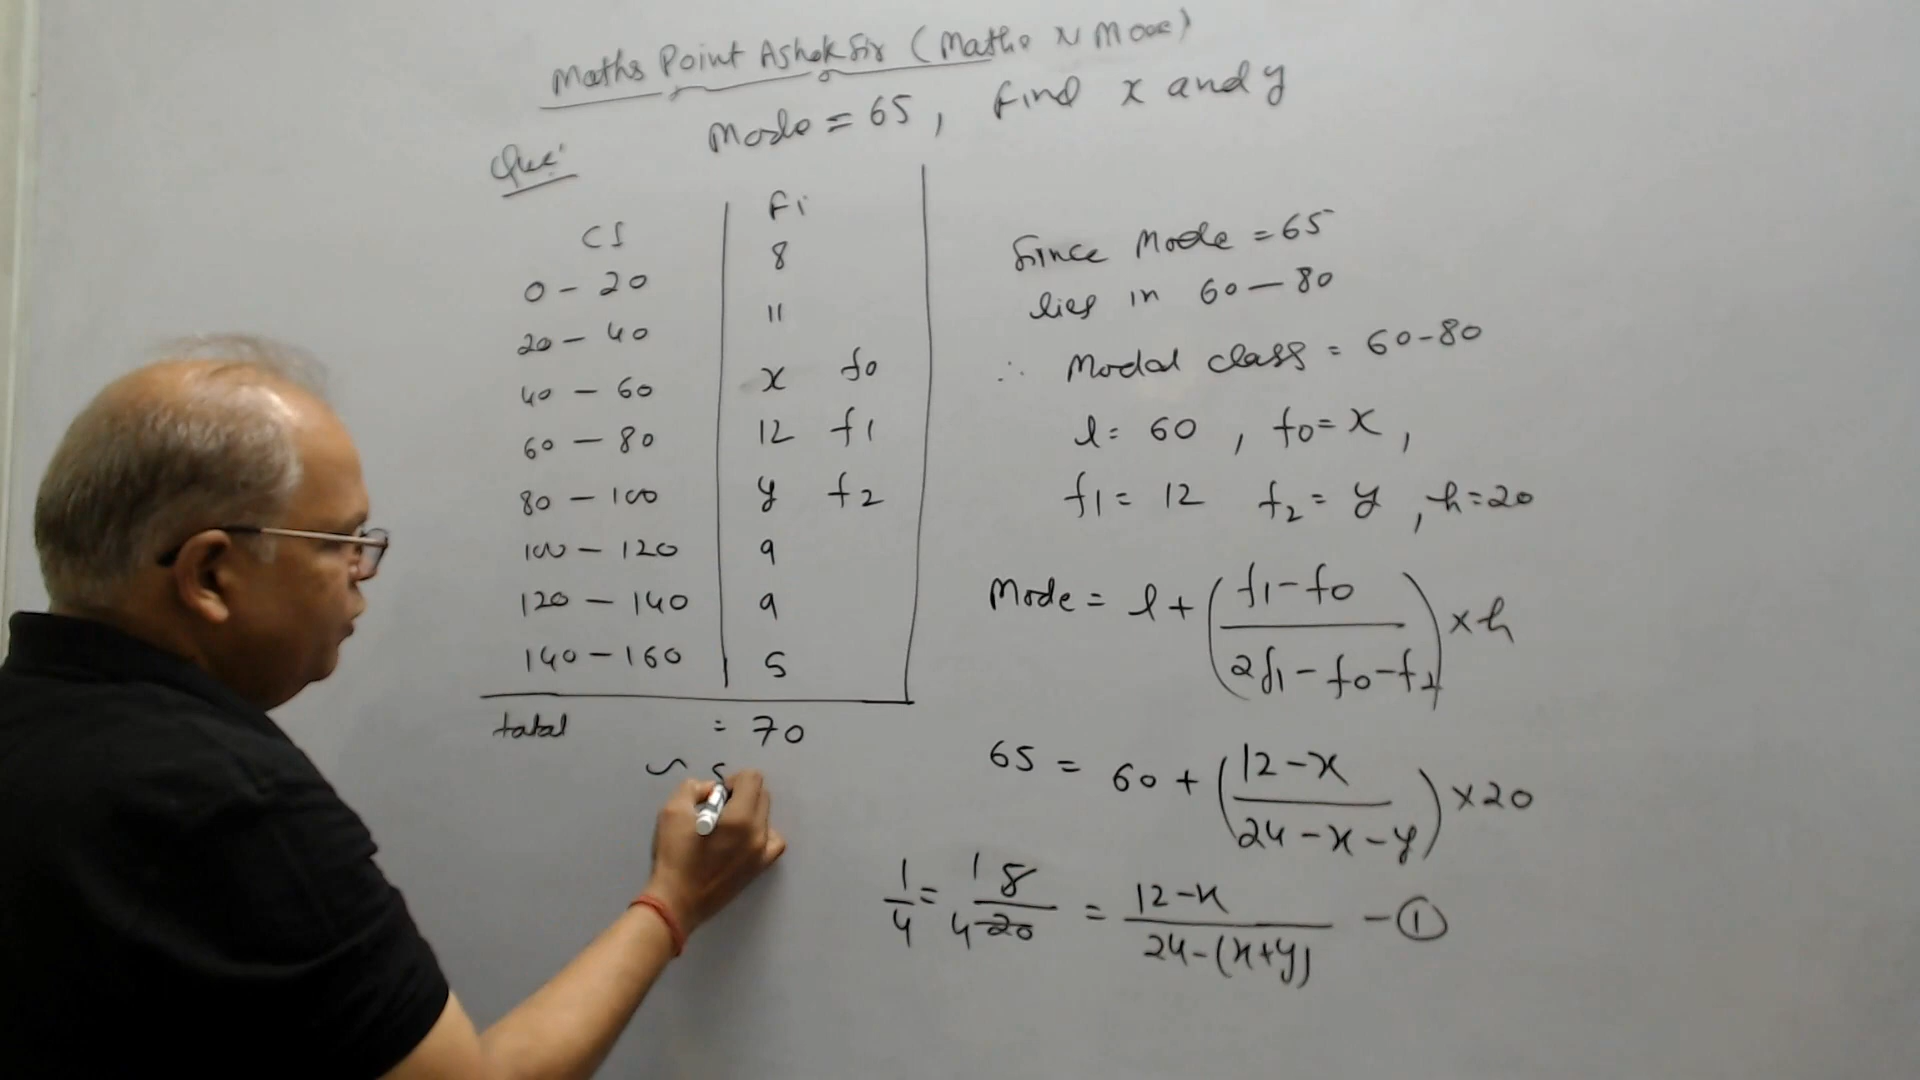 Maths Point Ashok Sir (Maths N More)
Que: Mode = 65, Find x and y
CI fi
0 - 20 8
20 - 40 11
40 - 60 x f0
60 - 80 12 f1
80 - 100 y f2
100 - 120 9
120 - 140 9
140 - 160 5
total = 70
Since Mode = 65
lies in 60 - 80
∴ Modal class = 60-80
l = 60 , f0 = x ,
f1 = 12 f2 = y , h = 20
Mode = l + ( f1 - f0 / 2f1 - f0 - f2 ) × h
65 = 60 + ( 12 - x / 24 - x - y ) × 20
1/4 = 1 5 / 4 20 = 12 - x / 24 - (x+y) - ①